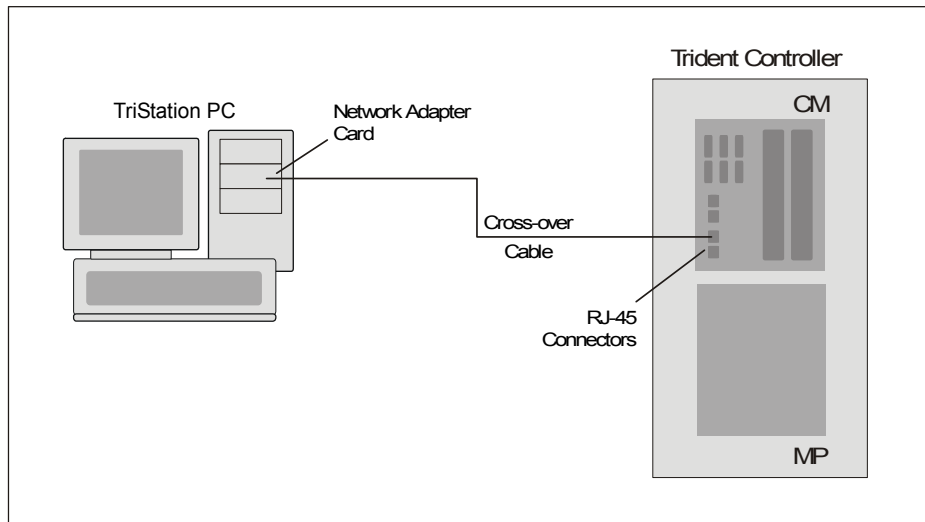 Trident Controller
CM
TriStation PC
Network Adapter
Card
Cross-over
Cable
RJ-45
Connectors
MP